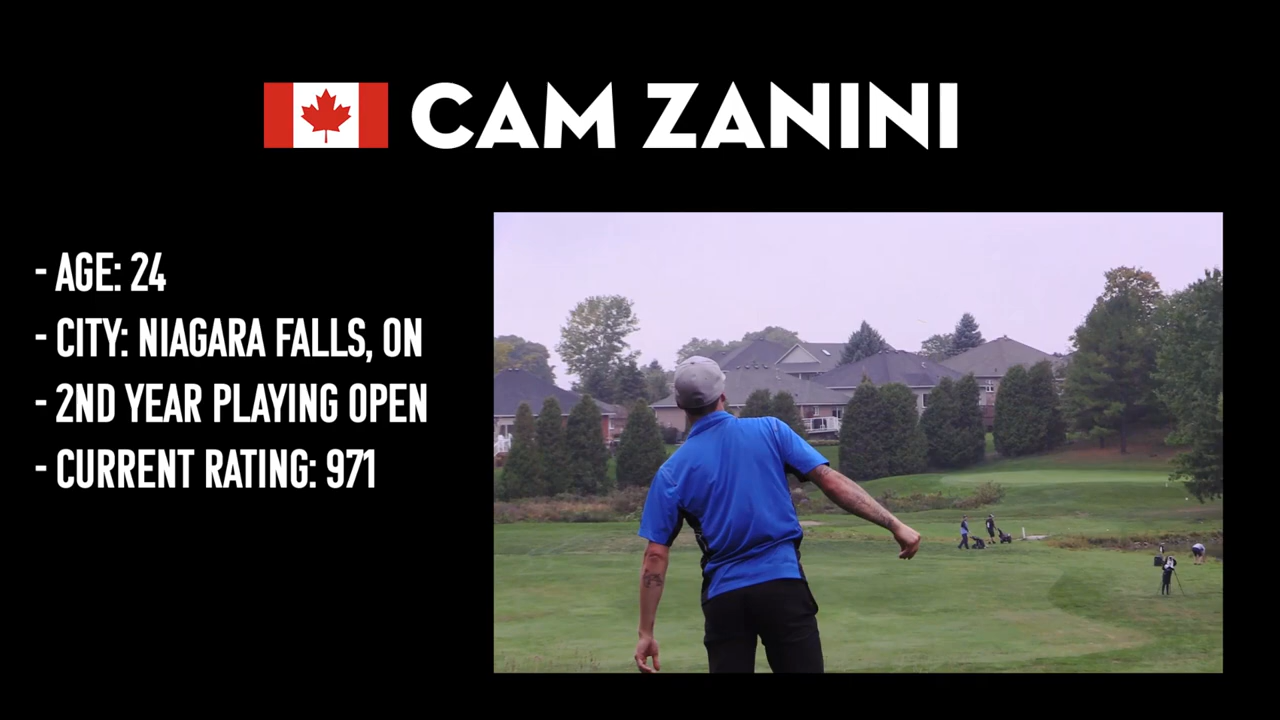 CAM ZANINI
- AGE: 24
- CITY: NIAGARA FALLS, ON
- 2ND YEAR PLAYING OPEN
- CURRENT RATING: 971